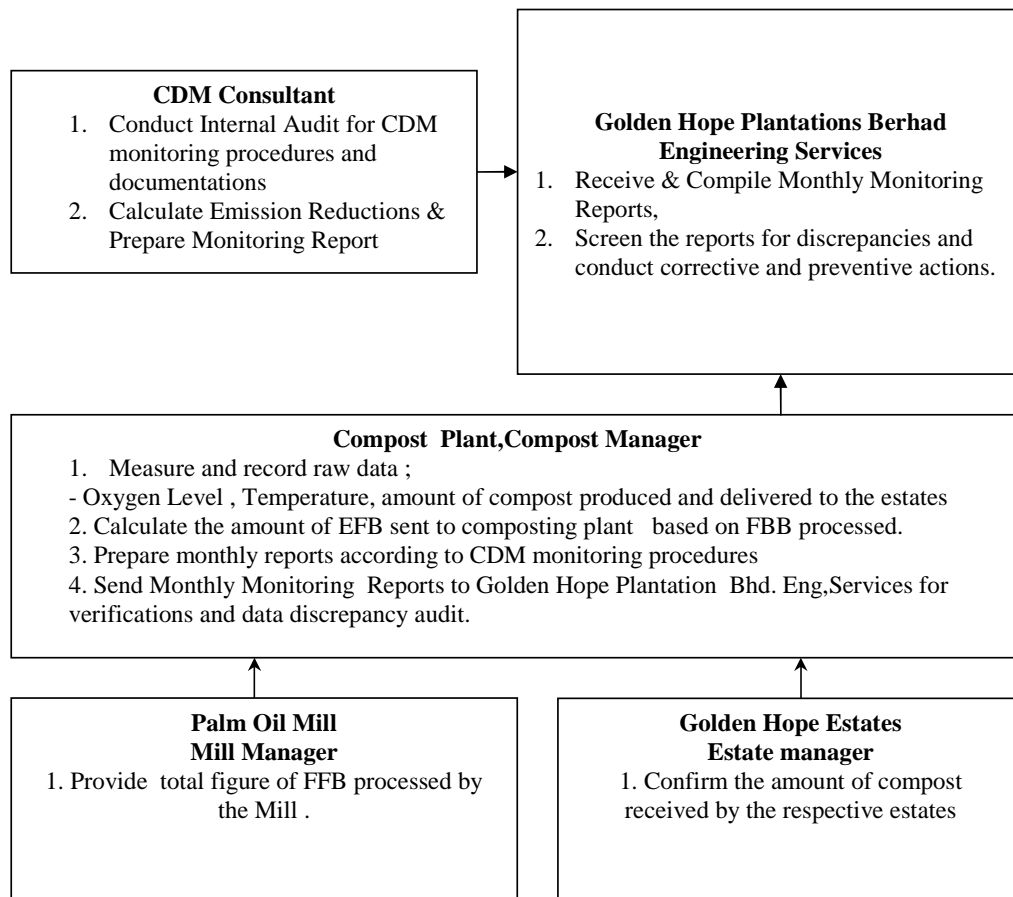 CDM Consultant
1. Conduct Internal Audit for CDM
monitoring procedures and
documentations
2. Calculate Emission Reductions &
Prepare Monitoring Report
Golden Hope Plantations Berhad
Engineering Services
1. Receive & Compile Monthly Monitoring
Reports,
2. Screen the reports for discrepancies and
conduct corrective and preventive actions.
Compost Plant,Compost Manager
1. Measure and record raw data ;
- Oxygen Level , Temperature, amount of compost produced and delivered to the estates
2. Calculate the amount of EFB sent to composting plant based on FBB processed.
3. Prepare monthly reports according to CDM monitoring procedures
4. Send Monthly Monitoring Reports to Golden Hope Plantation Bhd. Eng,Services for
verifications and data discrepancy audit.
Palm Oil Mill
Mill Manager
1. Provide total figure of FFB processed by
the Mill .
Golden Hope Estates
Estate manager
1. Confirm the amount of compost
received by the respective estates